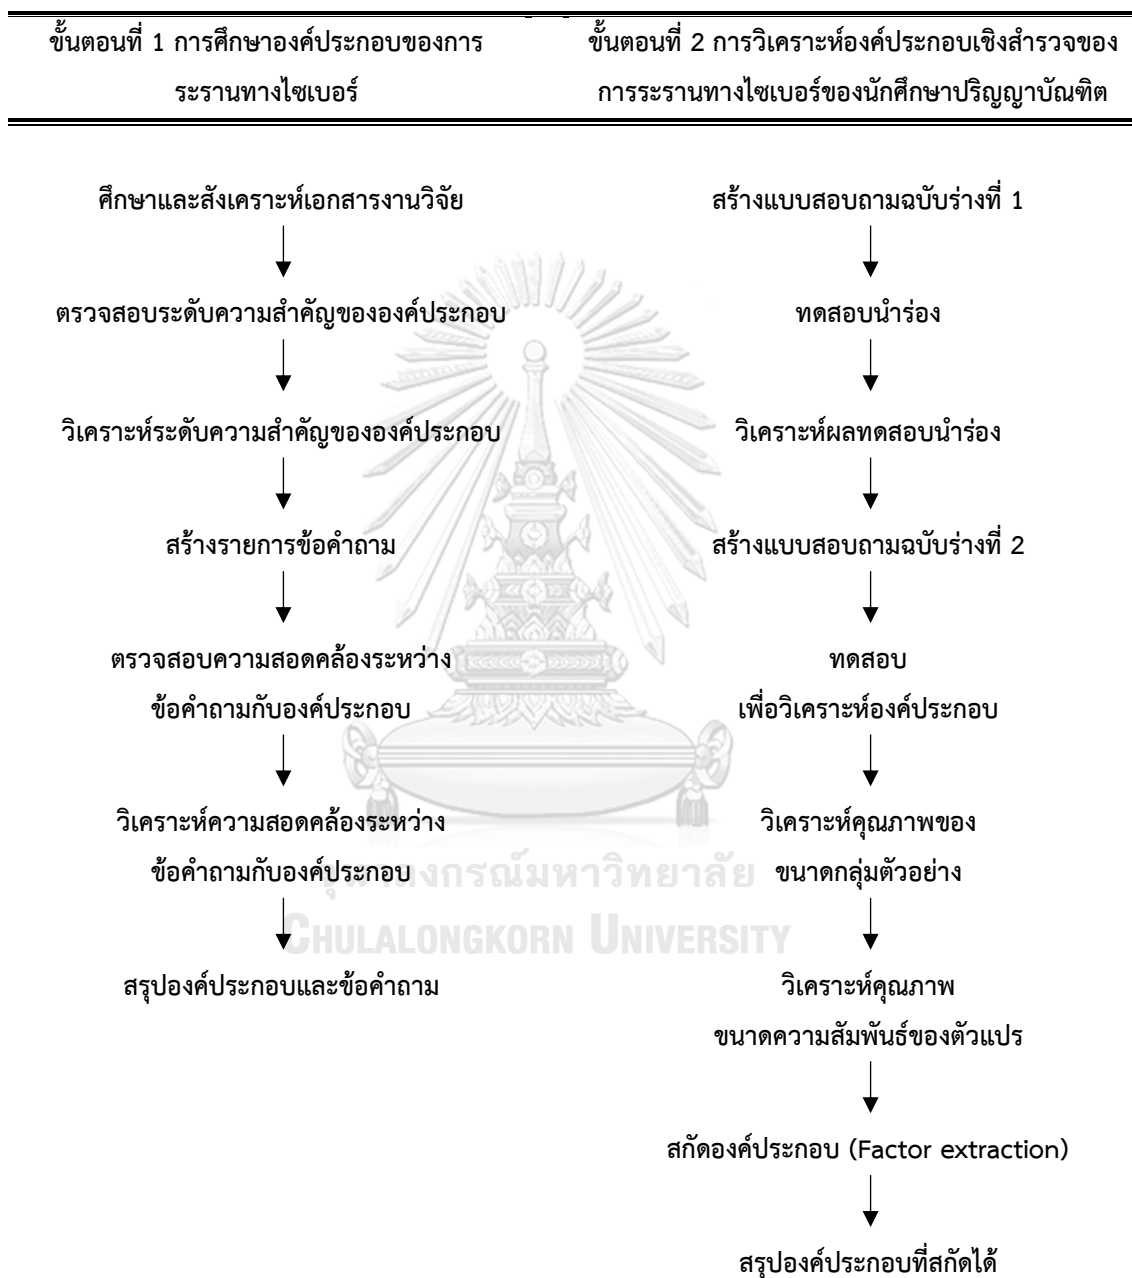 ขั้นตอนที่ 1 การศึกษาองค์ประกอบของการ
ระรานทางไซเบอร์
ขั้นตอนที่ 2 การวิเคราะห์องค์ประกอบเชิงสำรวจของ
การระรานทางไซเบอร์ของนักศึกษาปริญญาบัณฑิต
ศึกษาและสังเคราะห์เอกสารงานวิจัย
ตรวจสอบระดับความสำคัญขององค์ประกอบ
วิเคราะห์ระดับความสำคัญขององค์ประกอบ
สร้างรายการข้อคำถาม
ตรวจสอบความสอดคล้องระหว่าง
ข้อคำถามกับองค์ประกอบ
วิเคราะห์ความสอดคล้องระหว่าง
ข้อคำถามกับองค์ประกอบ
สรุปองค์ประกอบและข้อคำถาม
สร้างแบบสอบถามฉบับร่างที่ 1
ทดสอบนำร่อง
วิเคราะห์ผลทดสอบนำร่อง
สร้างแบบสอบถามฉบับร่างที่ 2
ทดสอบ
เพื่อวิเคราะห์องค์ประกอบ
วิเคราะห์คุณภาพของ
ขนาดกลุ่มตัวอย่าง
วิเคราะห์คุณภาพ
ขนาดความสัมพันธ์ของตัวแปร
สกัดองค์ประกอบ (Factor extraction)
สรุปองค์ประกอบที่สกัดได้
จุฬาลงกรณ์มหาวิทยาลัย
CHULALONGKORN UNIVERSITY